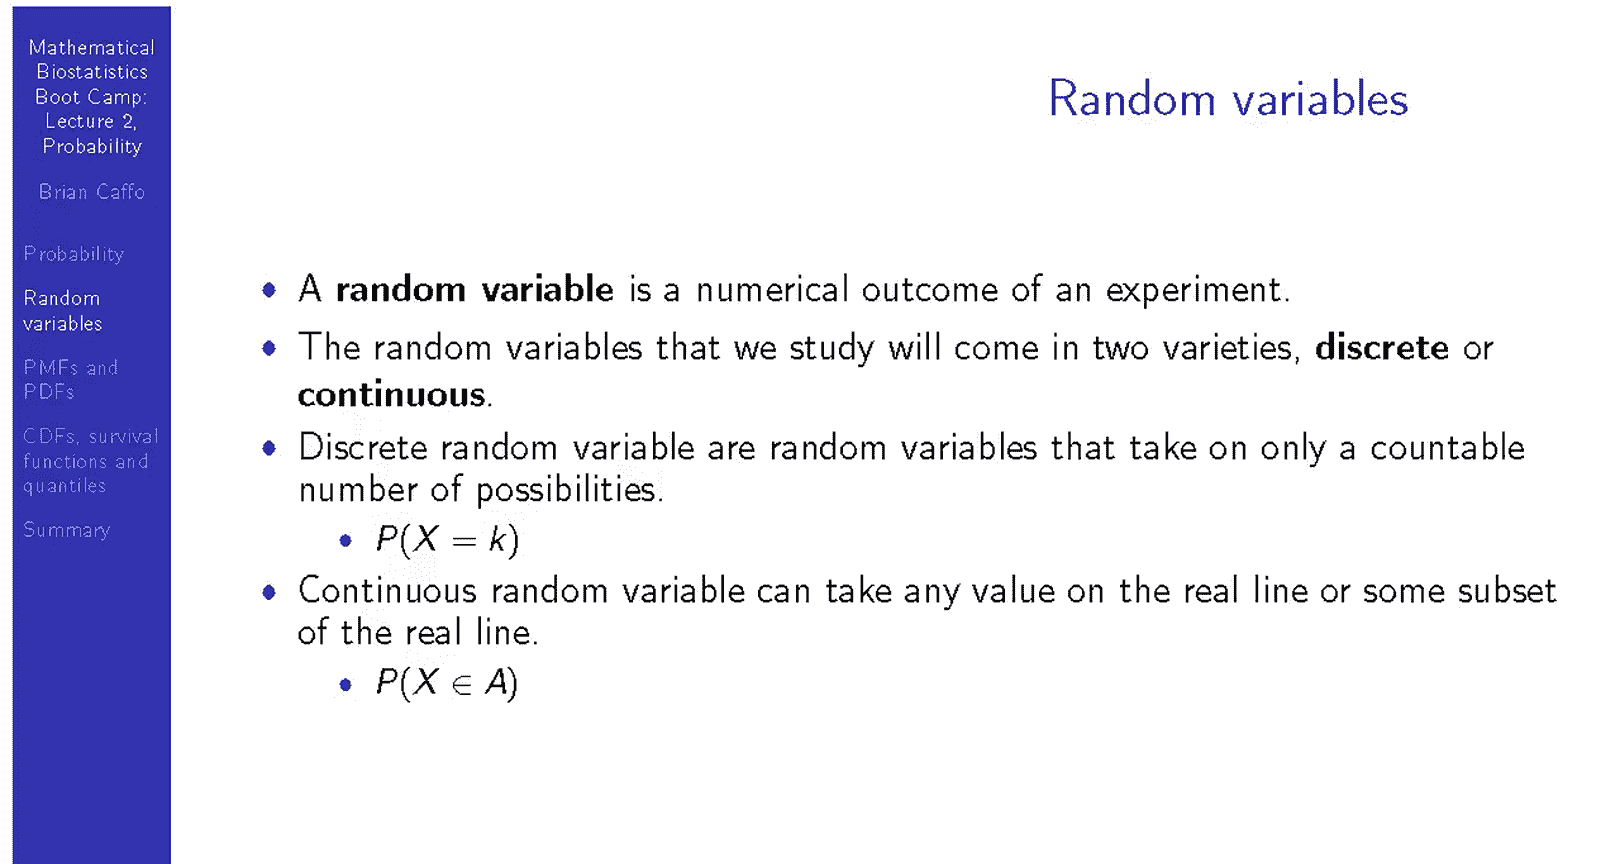 Mathematical
Biostatistics
Boot Camp:
Lecture 2,
Probability
Brian Caffo
Probability
Random
variables
PMFs and
PDFs
CDFs, survival
functions and
quantiles
Summary
Random variables
• A random variable is a numerical outcome of an experiment.
• The random variables that we study will come in two varieties, discrete or
continuous.
• Discrete random variable are random variables that take on only a countable
number of possibilities.
• P(X = k)
• Continuous random variable can take any value on the real line or some subset
of the real line.
• P(X ∈ A)